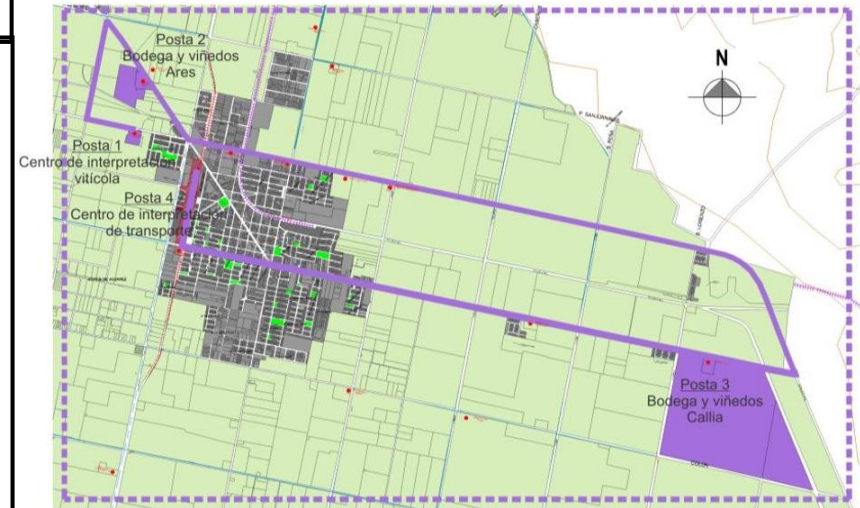 Posta 2
Bodega y viñedos
Ares
N
Posta 1
Centro de interpretación
vitícola
Posta 4
Centro de interpretación
de transporte
Posta 3
Bodega y viñedos
Callia
COLON